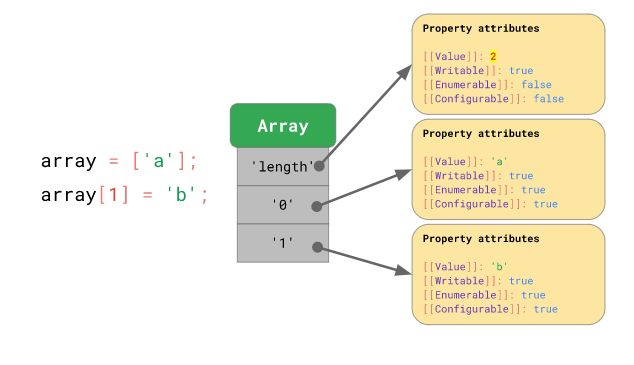 array = ['a'];
array[1] = 'b';
Array
'length'
'0'
'1'
Property attributes
[[Value]]: 2
[[Writable]]: true
[[Enumerable]]: false
[[Configurable]]: false
Property attributes
[[Value]]: 'a'
[[Writable]]: true
[[Enumerable]]: true
[[Configurable]]: true
Property attributes
[[Value]]: 'b'
[[Writable]]: true
[[Enumerable]]: true
[[Configurable]]: true